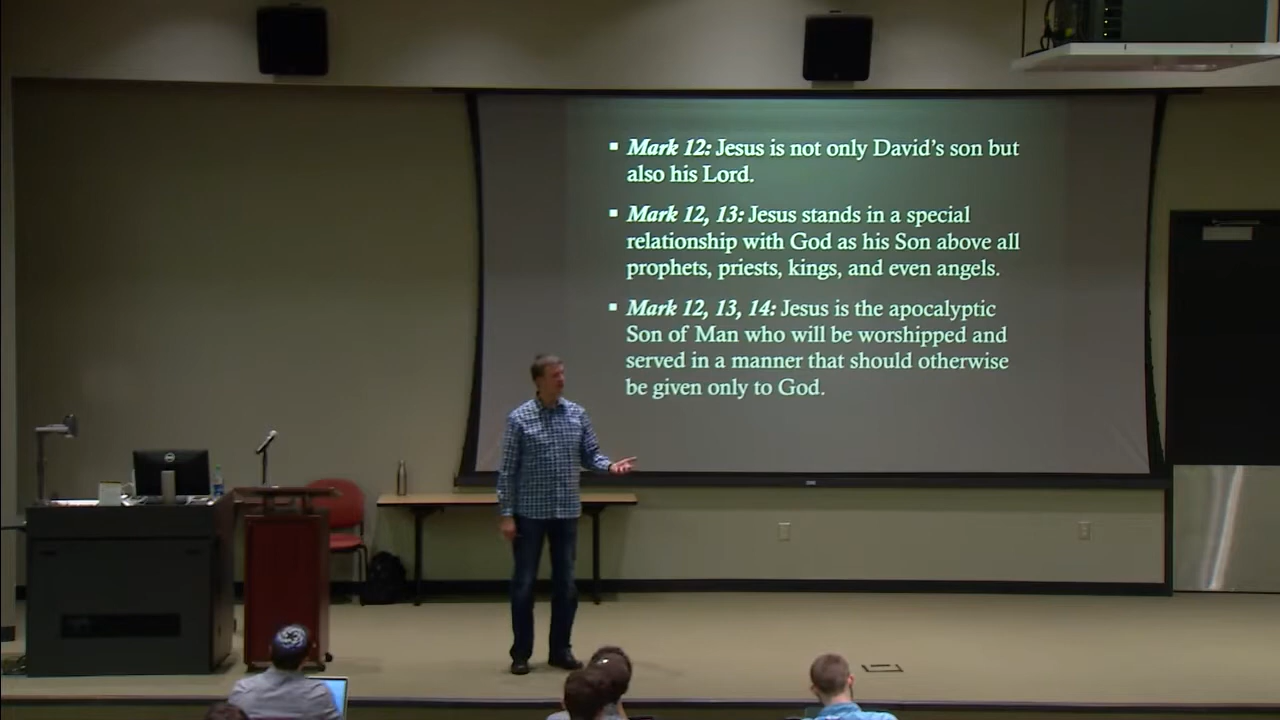 ▪ Mark 12: Jesus is not only David’s son but
also his Lord.
▪ Mark 12, 13: Jesus stands in a special
relationship with God as his Son above all
prophets, priests, kings, and even angels.
▪ Mark 12, 13, 14: Jesus is the apocalyptic
Son of Man who will be worshipped and
served in a manner that should otherwise
be given only to God.